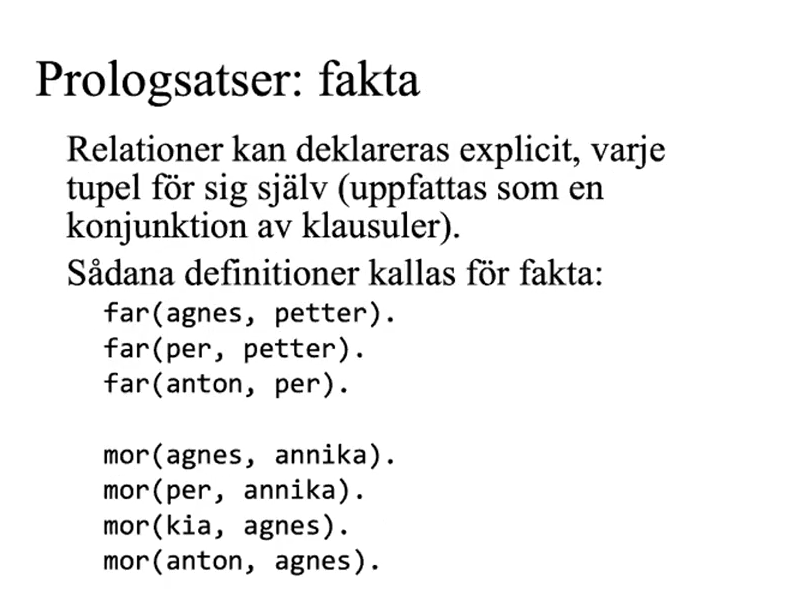 Prologsatser: fakta
Relationer kan deklareras explicit, varje
tupel för sig själv (uppfattas som en
konjunktion av klausuler).
Sådana definitioner kallas för fakta:
far(agnes, petter).
far(per, petter).
far(anton, per).
mor(agnes, annika).
mor(per, annika).
mor(kia, agnes).
mor(anton, agnes).